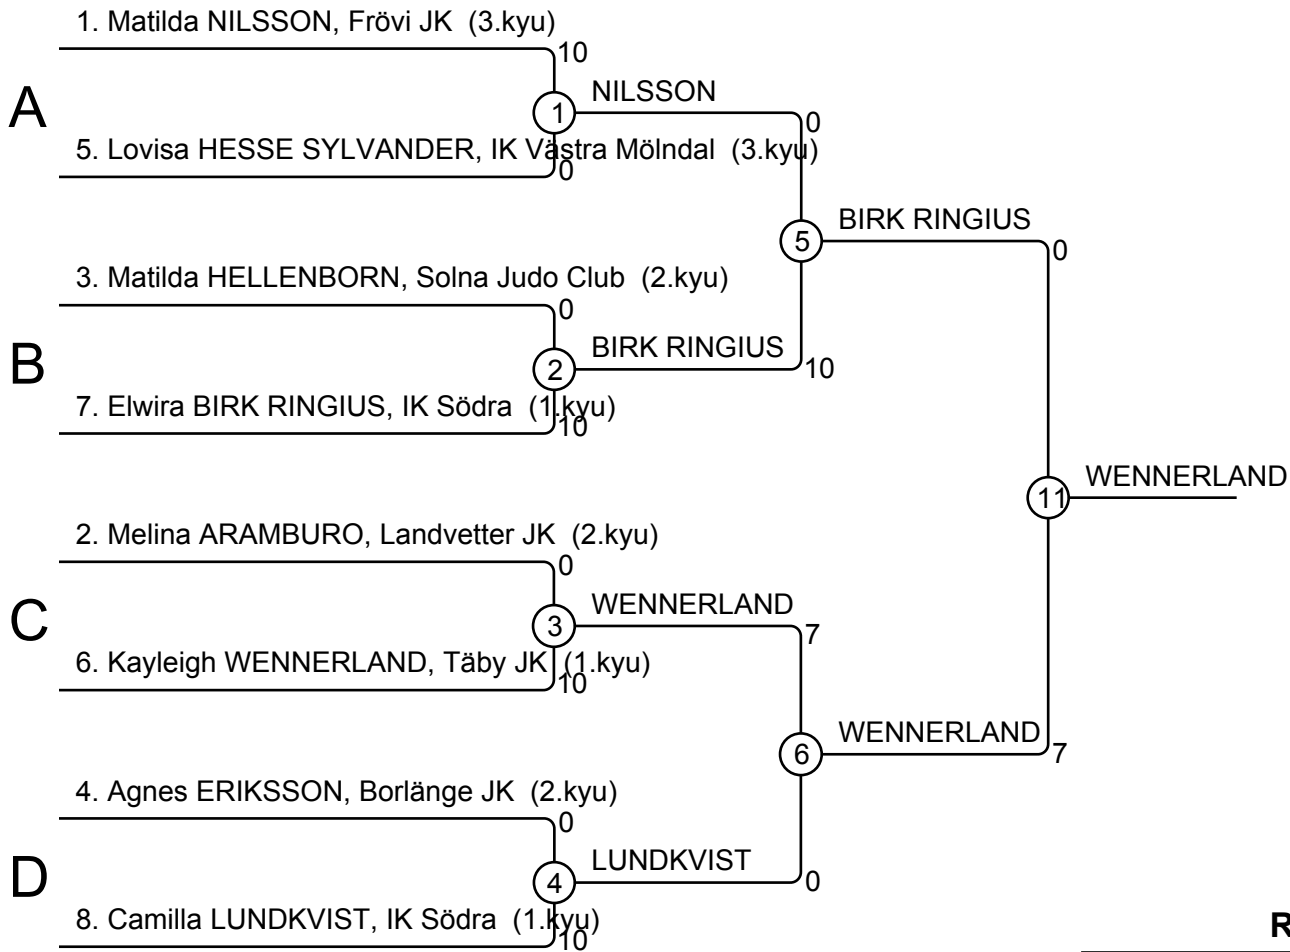 1. Matilda NILSSON, Frövi JK (3.kyu)
10
A
1
NILSSON
0
5. Lovisa HESSE SYLVANDER, IK Västra Mölndal (3.kyu)
0
5
BIRK RINGIUS
0
3. Matilda HELLENBORN, Solna Judo Club (2.kyu)
0
B
2
BIRK RINGIUS
10
7. Elwira BIRK RINGIUS, IK Södra (1.kyu)
10
11
WENNERLAND
2. Melina ARAMBURO, Landvetter JK (2.kyu)
0
C
3
WENNERLAND
7
6. Kayleigh WENNERLAND, Täby JK (1.kyu)
10
6
WENNERLAND
7
4. Agnes ERIKSSON, Borlänge JK (2.kyu)
0
D
4
LUNDKVIST
0
8. Camilla LUNDKVIST, IK Södra (1.kyu)
10
R